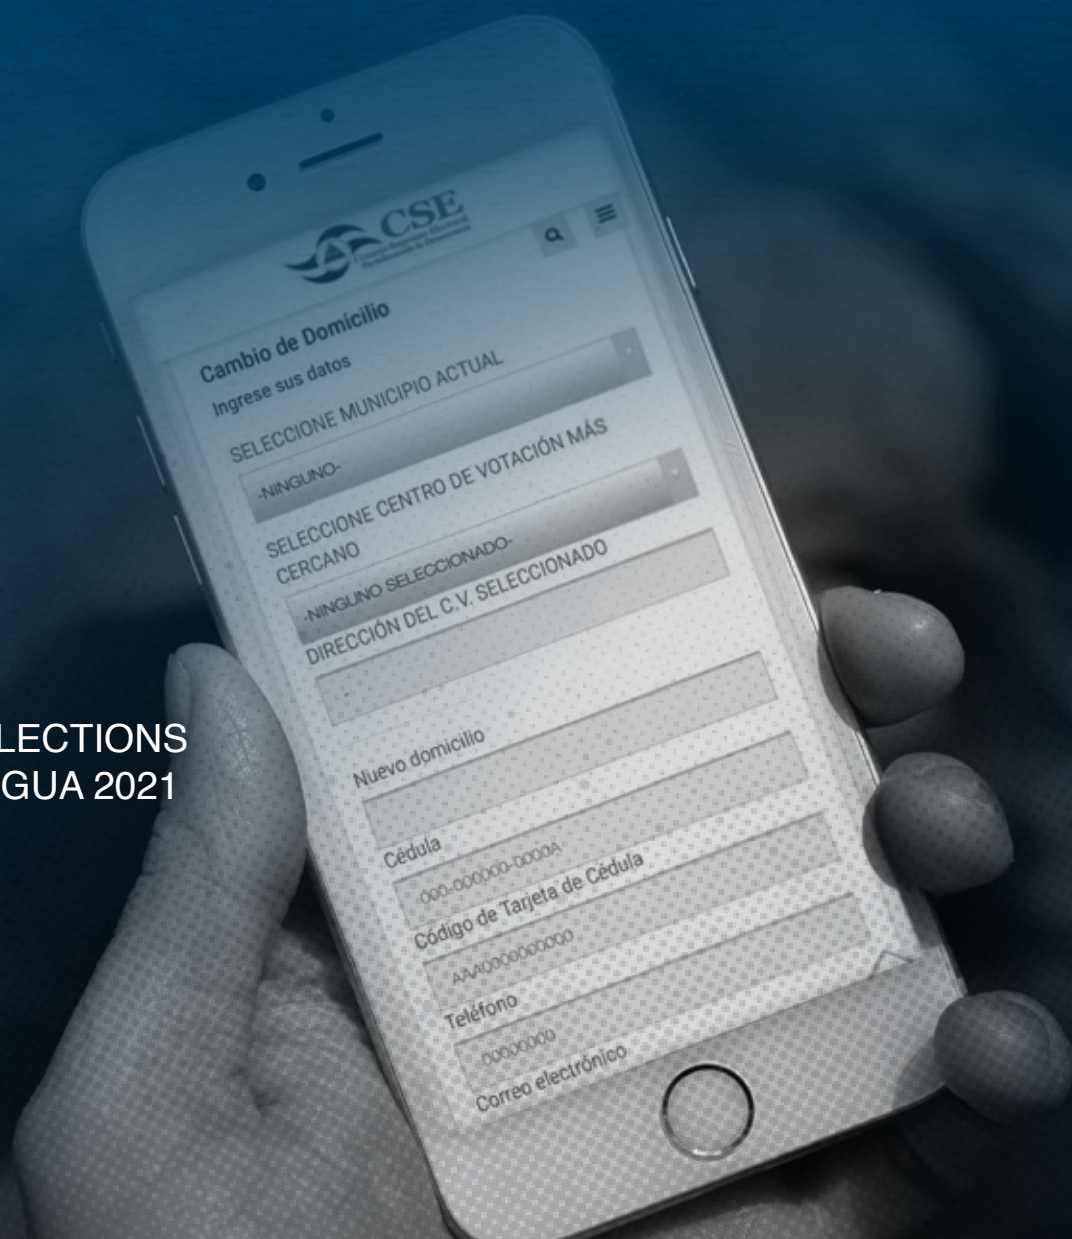 CSE
Cambio de Domicilio
Ingrese sus datos
SELECCIONE MUNICIPIO ACTUAL
-NINGUNO-
SELECCIONE CENTRO DE VOTACIÓN MÁS
CERCANO
-NINGUNO SELECCIONADO-
DIRECCIÓN DEL C.V. SELECCIONADO
-
Nuevo domicilio
Cédula
000-000000-0000A
Código de Tarjeta de Cédula
AAA000000000
Teléfono
00000000
Correo electrónico
LECTIONS
GUA 2021